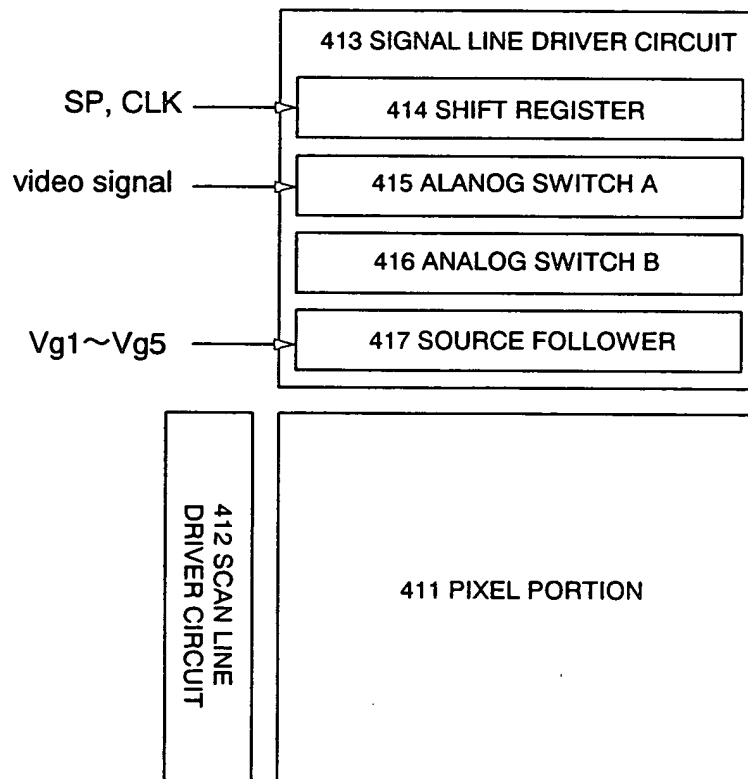 413 SIGNAL LINE DRIVER CIRCUIT
SP, CLK
414 SHIFT REGISTER
video signal
415 ALANOG SWITCH A
416 ANALOG SWITCH B
Vg1～Vg5
417 SOURCE FOLLOWER
412 SCAN LINE
DRIVER CIRCUIT
411 PIXEL PORTION